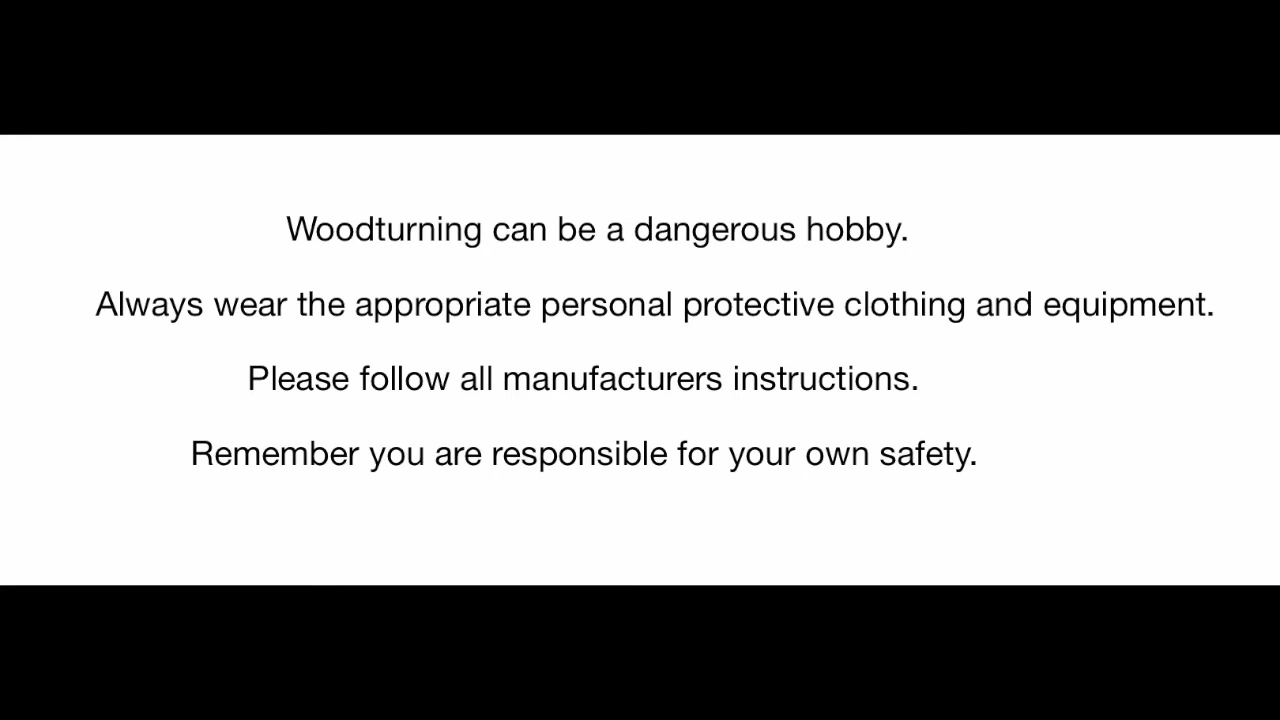 Woodturning can be a dangerous hobby.
Always wear the appropriate personal protective clothing and equipment.
Please follow all manufacturers instructions.
Remember you are responsible for your own safety.